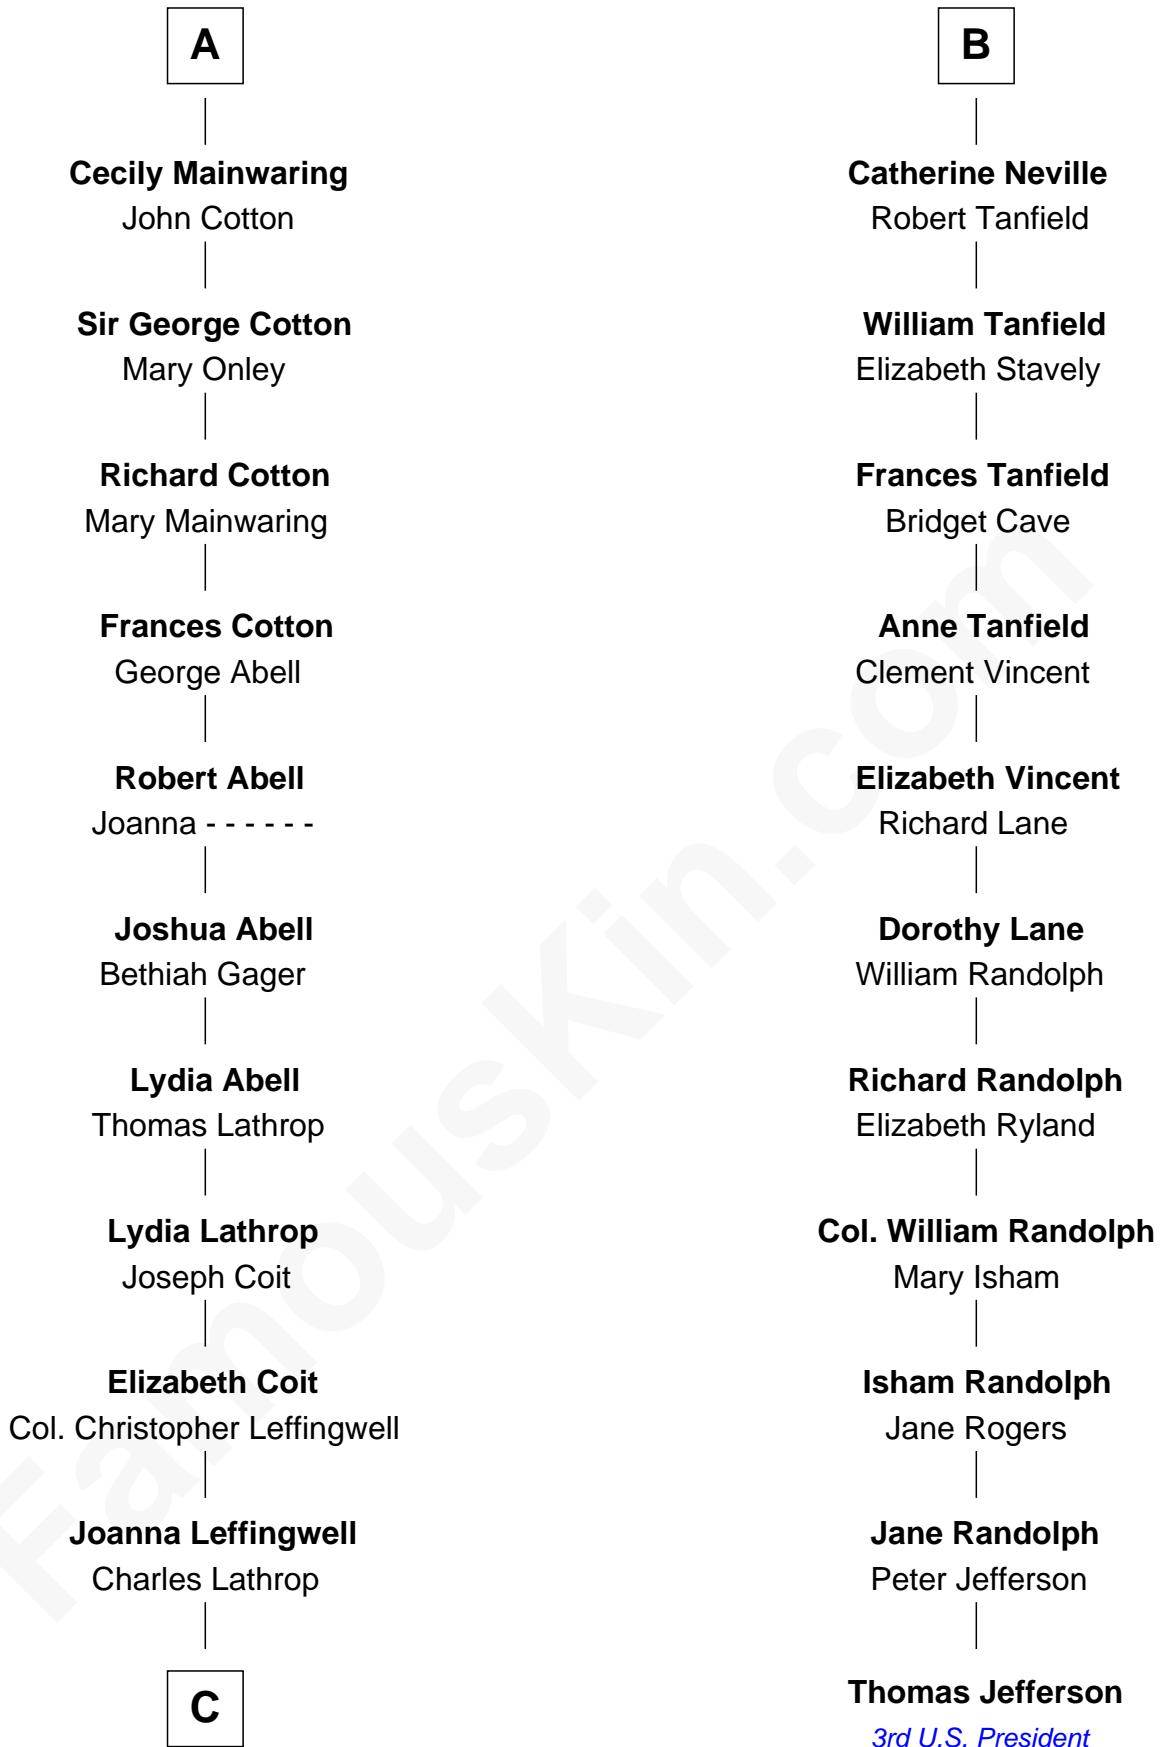 A
Cecily Mainwaring
John Cotton
Sir George Cotton
Mary Onley
Richard Cotton
Mary Mainwaring
Frances Cotton
George Abell
Robert Abell
Joanna - - - - - -
Joshua Abell
Bethiah Gager
Lydia Abell
Thomas Lathrop
Lydia Lathrop
Joseph Coit
Elizabeth Coit
Col. Christopher Leffingwell
Joanna Leffingwell
Charles Lathrop
C
B
Catherine Neville
Robert Tanfield
William Tanfield
Elizabeth Stavely
Frances Tanfield
Bridget Cave
Anne Tanfield
Clement Vincent
Elizabeth Vincent
Richard Lane
Dorothy Lane
William Randolph
Richard Randolph
Elizabeth Ryland
Col. William Randolph
Mary Isham
Isham Randolph
Jane Rogers
Jane Randolph
Peter Jefferson
Thomas Jefferson
3rd U.S. President
FamousKin.com